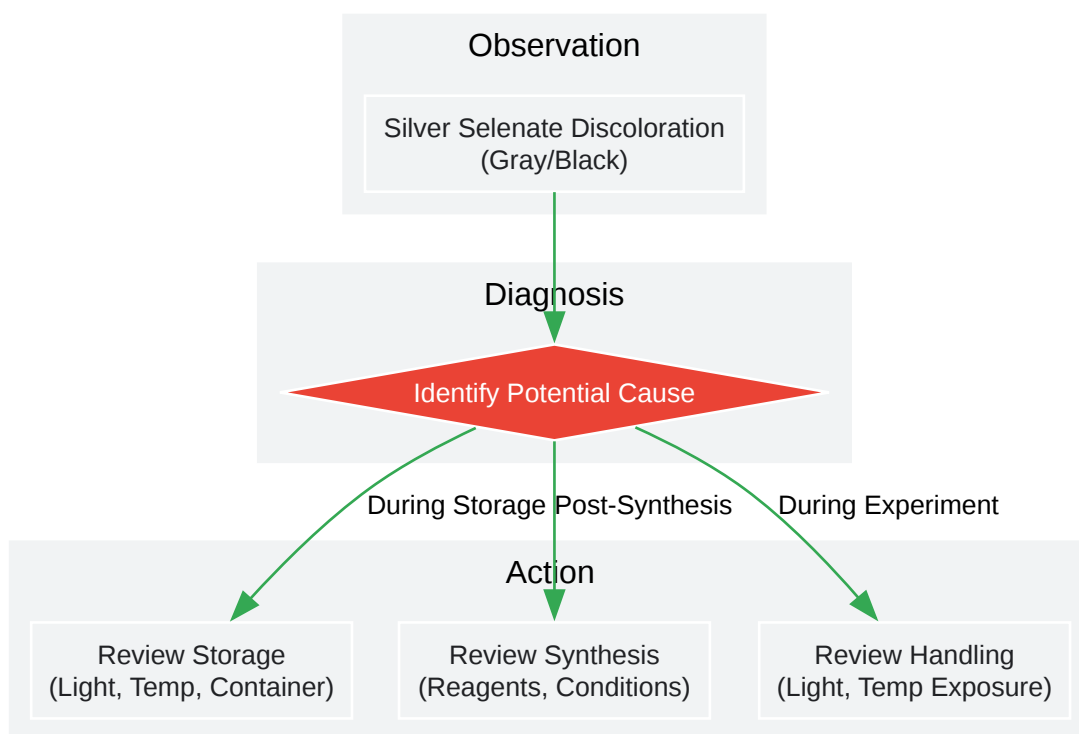 Observation
Silver Selenate Discoloration
(Gray/Black)
Diagnosis
Identify Potential Cause
During Storage
Post-Synthesis
During Experiment
Action
Review Storage
(Light, Temp, Container)
Review Synthesis
(Reagents, Conditions)
Review Handling
(Light, Temp Exposure)